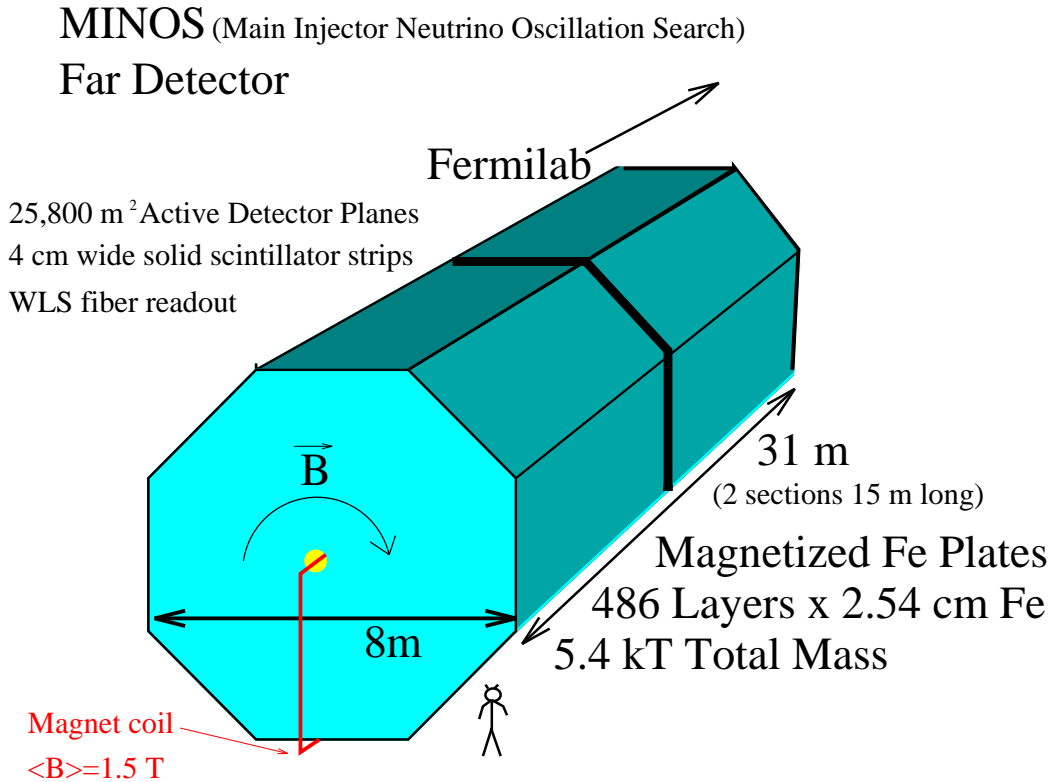 MINOS (Main Injector Neutrino Oscillation Search)
Far Detector
Fermilab
25,800 m² Active Detector Planes
4 cm wide solid scintillator strips
WLS fiber readout
B
31 m
(2 sections 15 m long)
Magnetized Fe Plates
486 Layers x 2.54 cm Fe
8m
5.4 kT Total Mass
Magnet coil
<B>=1.5 T